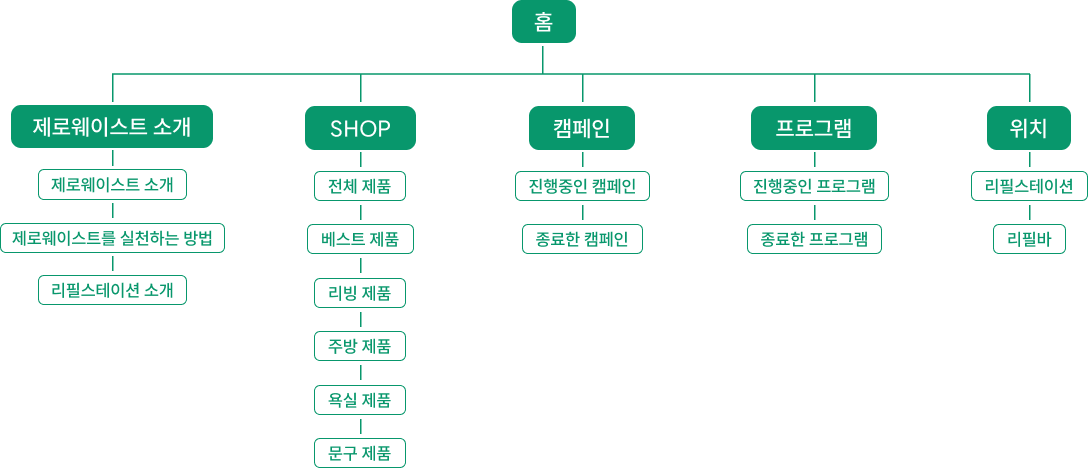 홈
제로웨이스트 소개
제로웨이스트 소개
제로웨이스트를 실천하는 방법
리필스테이션 소개
SHOP
전체 제품
베스트 제품
리빙 제품
주방 제품
욕실 제품
문구 제품
캠페인
진행중인 캠페인
종료한 캠페인
프로그램
진행중인 프로그램
종료한 프로그램
위치
리필스테이션
리필바